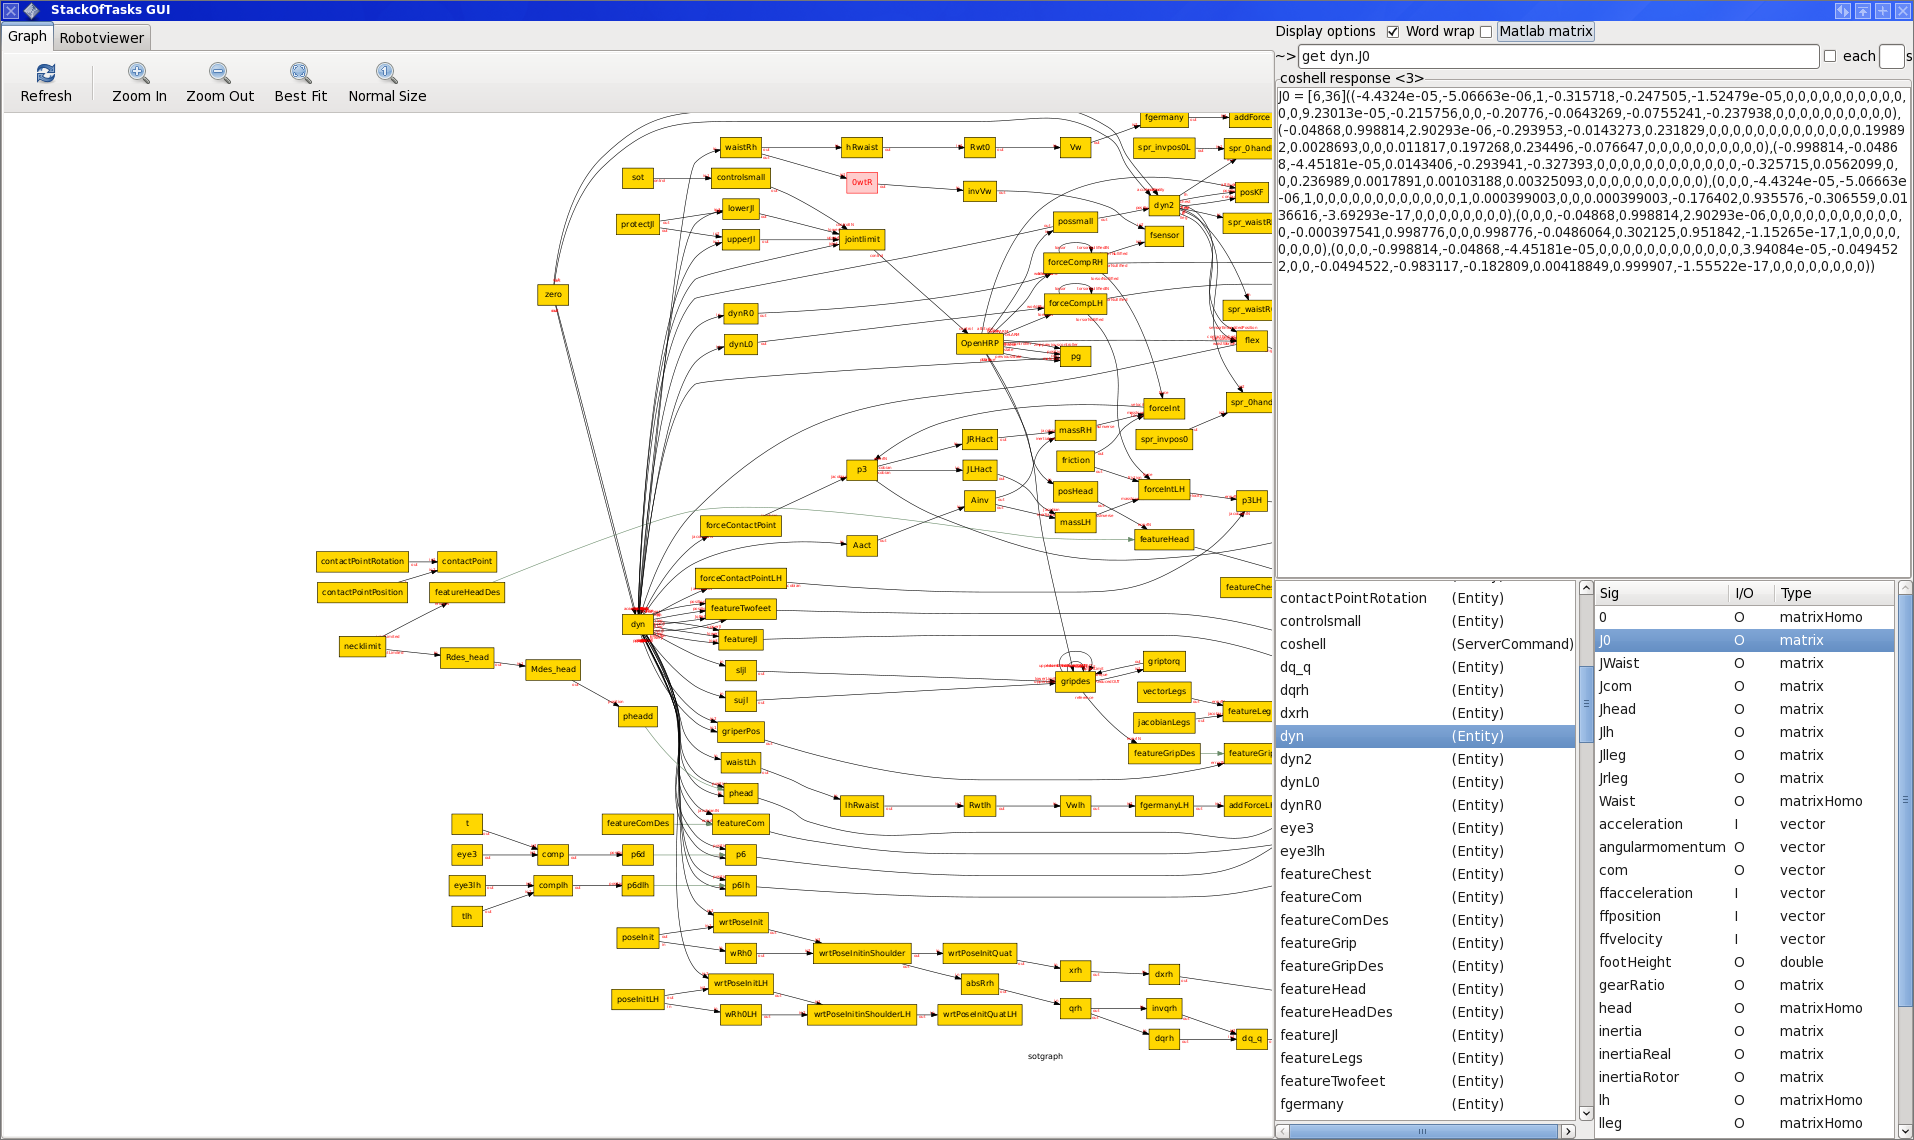 StackOfTasks GUI
Graph
Robotviewer
Refresh
Zoom In
Zoom Out
Best Fit
Normal Size
Display options
Word wrap
Matlab matrix
~>
get dyn.J0
each
s
coshell response <3>
J0 = [6,36]((-4.4324e-05,-5.06663e-06,1,-0.315718,-0.247505,-1.52479e-05,0,0,0,0,0,0,0,0,0,0,
0,0,9.23013e-05,-0.215756,0,0,-0.20776,-0.0643269,-0.0755241,-0.237938,0,0,0,0,0,0,0,0,0,0),
(-0.04868,0.998814,2.90293e-06,-0.293953,-0.0143273,0.231829,0,0,0,0,0,0,0,0,0,0,0,0,0.19989
2,0.0028693,0,0,0.011817,0.197268,0.234496,-0.076647,0,0,0,0,0,0,0,0,0,0),(-0.998814,-0.0486
8,-4.45181e-05,0.0143406,-0.293941,-0.327393,0,0,0,0,0,0,0,0,0,0,0,0,-0.325715,0.0562099,0,
0,0.236989,0.0017891,0.00103188,0.00325093,0,0,0,0,0,0,0,0,0,0),(0,0,0,-4.4324e-05,-5.06663e
-06,1,0,0,0,0,0,0,0,0,0,0,0,0,1,0.000399003,0,0,0.000399003,-0.176402,0.935576,-0.306559,0.01
36616,-3.69293e-17,0,0,0,0,0,0,0,0),(0,0,0,-0.04868,0.998814,2.90293e-06,0,0,0,0,0,0,0,0,0,0,
0,-0.000397541,0.998776,0,0,0.998776,-0.0486064,0.302125,0.951842,-1.15265e-17,1,0,0,0,0,
0,0,0,0),(0,0,0,-0.998814,-0.04868,-4.45181e-05,0,0,0,0,0,0,0,0,0,0,0,0,3.94084e-05,-0.049452
2,0,0,-0.0494522,-0.983117,-0.182809,0.00418849,0.999907,-1.55522e-17,0,0,0,0,0,0,0,0))
fgermany
addForce
waistRh
hRwaist
Rwt0
Vw
spr_invpos0L
spr_0hand
sot
controlsmall
0wtR
invVw
posKF
lowerJl
dyn2
protectJl
possmall
spr_waistR
upperJl
jointlimit
fsensor
forceCompRH
zero
forceCompLH
spr_waistR
dynR0
dynL0
OpenHRP
pg
flex
spr_0hand
forceInt
JRHact
massRH
spr_invpos0
p3
JLHact
friction
Ainv
posHead
forceIntLH
p3LH
forceContactPoint
massLH
Aact
featureHead
contactPointRotation
contactPoint
forceContactPointLH
featureChe
contactPointPosition
featureHeadDes
featureTwofeet
dyn
featureJl
necklimit
Rdes_head
Mdes_head
sljl
gripdes
griptorq
sujl
vectorLegs
pheadd
griperPos
jacobianLegs
featureLeg
waistLh
featureGripDes
featureGri
phead
lhRwaist
Rwtlh
Vwlh
fgermanyLH
addForceLH
t
featureComDes
featureCom
eye3
comp
p6d
p6
eye3lh
complh
p6dlh
p6lh
tlh
wrtPoseInit
poseInit
wRh0
wrtPoseInitinShoulder
wrtPoseInitQuat
xrh
dxrh
wrtPoseInitLH
absRrh
poseInitLH
wRh0LH
wrtPoseInitinShoulderLH
wrtPoseInitQuatLH
qrh
invqrh
dqrh
dq_q
sotgraph
(Entity)
contactPointRotation (Entity)
controlsmall (Entity)
coshell (ServerCommand)
dq_q (Entity)
dqrh (Entity)
dxrh (Entity)
dyn (Entity)
dyn2 (Entity)
dynL0 (Entity)
dynR0 (Entity)
eye3 (Entity)
eye3lh (Entity)
featureChest (Entity)
featureCom (Entity)
featureComDes (Entity)
featureGrip (Entity)
featureGripDes (Entity)
featureHead (Entity)
featureHeadDes (Entity)
featureJl (Entity)
featureLegs (Entity)
featureTwofeet (Entity)
fgermany (Entity)
Sig I/O Type
0 O matrixHomo
J0 O matrix
JWaist O matrix
Jcom O matrix
Jhead O matrix
Jlh O matrix
Jlleg O matrix
Jrleg O matrix
Waist O matrixHomo
acceleration I vector
angularmomentum O vector
com O vector
ffacceleration I vector
ffposition I vector
ffvelocity I vector
footHeight O double
gearRatio O matrix
head O matrixHomo
inertia O matrix
inertiaReal O matrix
inertiaRotor O matrix
lh O matrixHomo
lleg O matrixHomo